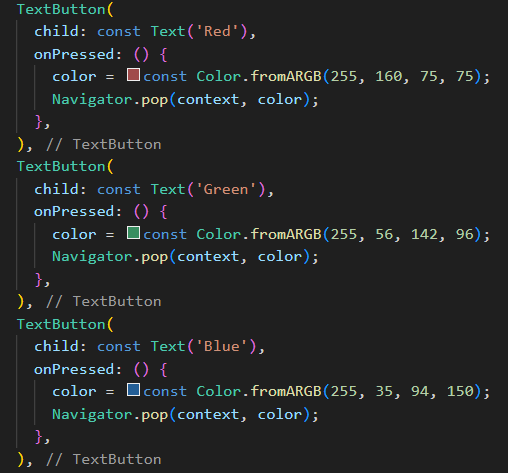 TextButton(
  child: const Text('Red'),
  onPressed: () {
    color = const Color.fromARGB(255, 160, 75, 75);
    Navigator.pop(context, color);
  },
), // TextButton
TextButton(
  child: const Text('Green'),
  onPressed: () {
    color = const Color.fromARGB(255, 56, 142, 96);
    Navigator.pop(context, color);
  },
), // TextButton
TextButton(
  child: const Text('Blue'),
  onPressed: () {
    color = const Color.fromARGB(255, 35, 94, 150);
    Navigator.pop(context, color);
  },
), // TextButton